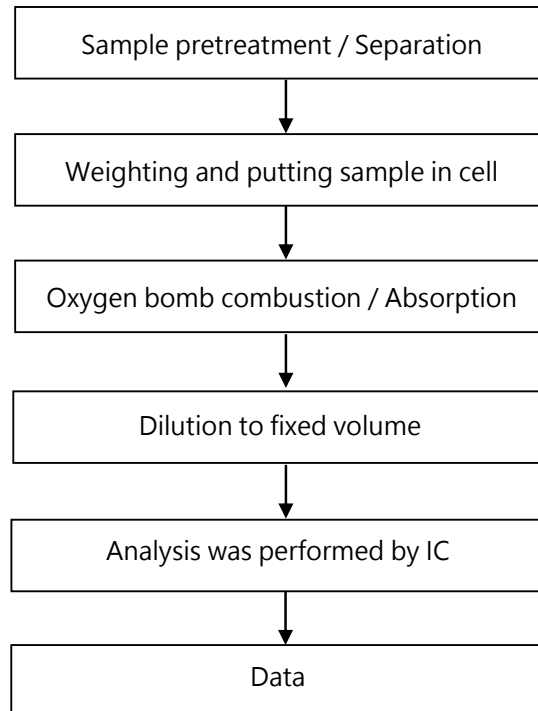 Sample pretreatment / Separation
Weighting and putting sample in cell
Oxygen bomb combustion / Absorption
Dilution to fixed volume
Analysis was performed by IC
Data